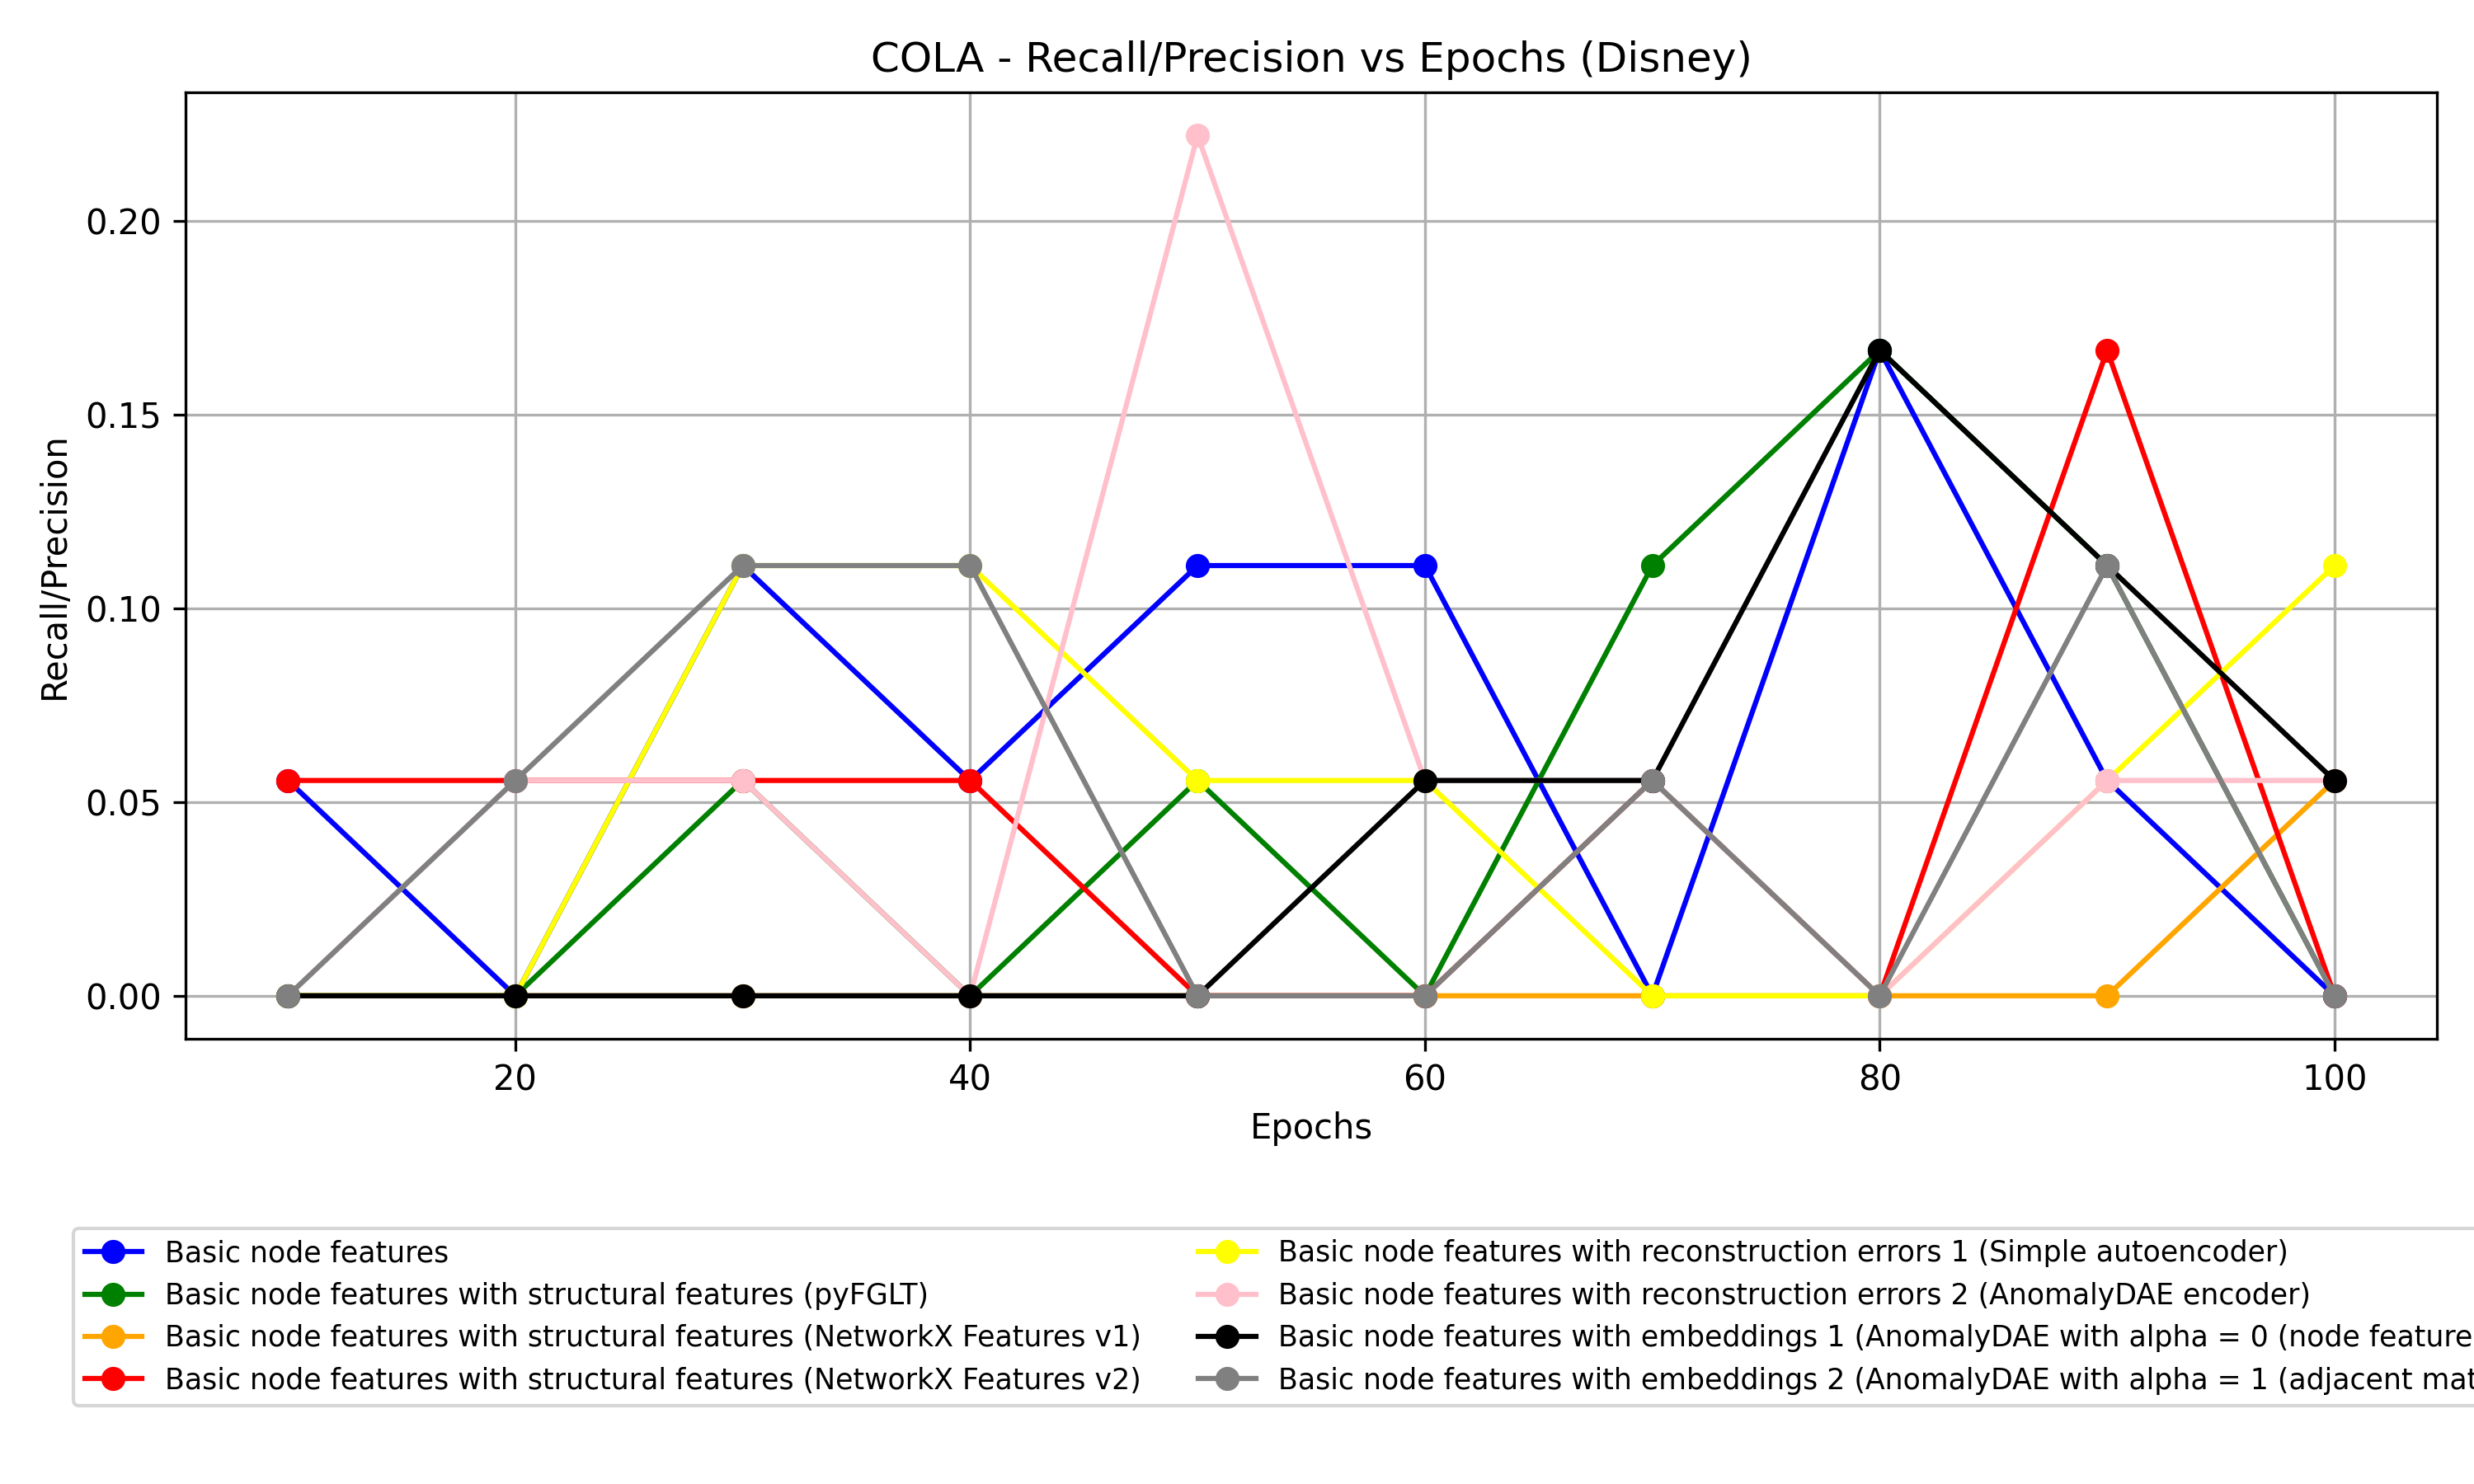 COLA - Recall/Precision vs Epochs (Disney)
0.20
0.15
0.10
0.05
0.00
Recall/Precision
20 40 60 80 100
Epochs
Basic node features
Basic node features with structural features (pyFGLT)
Basic node features with structural features (NetworkX Features v1)
Basic node features with structural features (NetworkX Features v2)
Basic node features with reconstruction errors 1 (Simple autoencoder)
Basic node features with reconstruction errors 2 (AnomalyDAE encoder)
Basic node features with embeddings 1 (AnomalyDAE with alpha = 0 (node feature
Basic node features with embeddings 2 (AnomalyDAE with alpha = 1 (adjacent mat